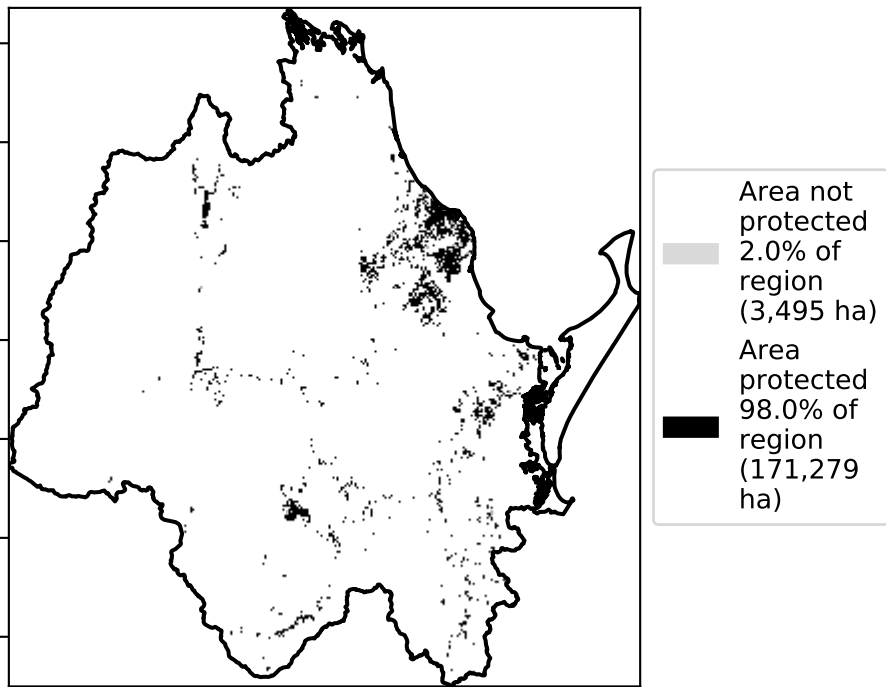 Area not
protected
2.0% of
region
(3,495 ha)
Area
protected
98.0% of
region
(171,279
ha)